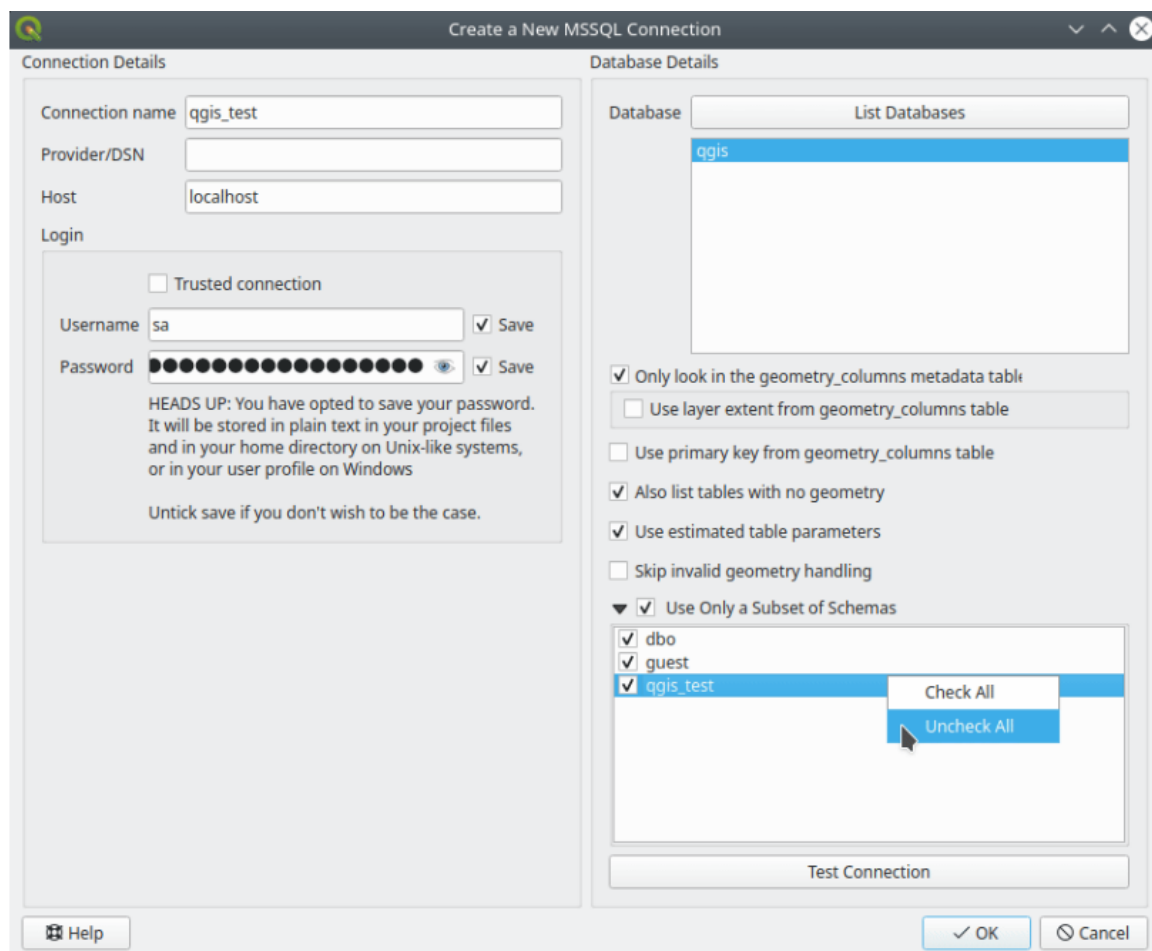 Create a New MSSQL Connection
Connection Details
Connection name qgis_test
Provider/DSN
Host localhost
Login
Trusted connection
Username sa Save
Password Save
HEADS UP: You have opted to save your password.
It will be stored in plain text in your project files
and in your home directory on Unix-like systems,
or in your user profile on Windows
Untick save if you don't wish to be the case.
Database Details
Database List Databases
qgis
Only look in the geometry_columns metadata table
Use layer extent from geometry_columns table
Use primary key from geometry_columns table
Also list tables with no geometry
Use estimated table parameters
Skip invalid geometry handling
Use Only a Subset of Schemas
dbo
guest
qgis_test
Check All
Uncheck All
Test Connection
Help
OK
Cancel